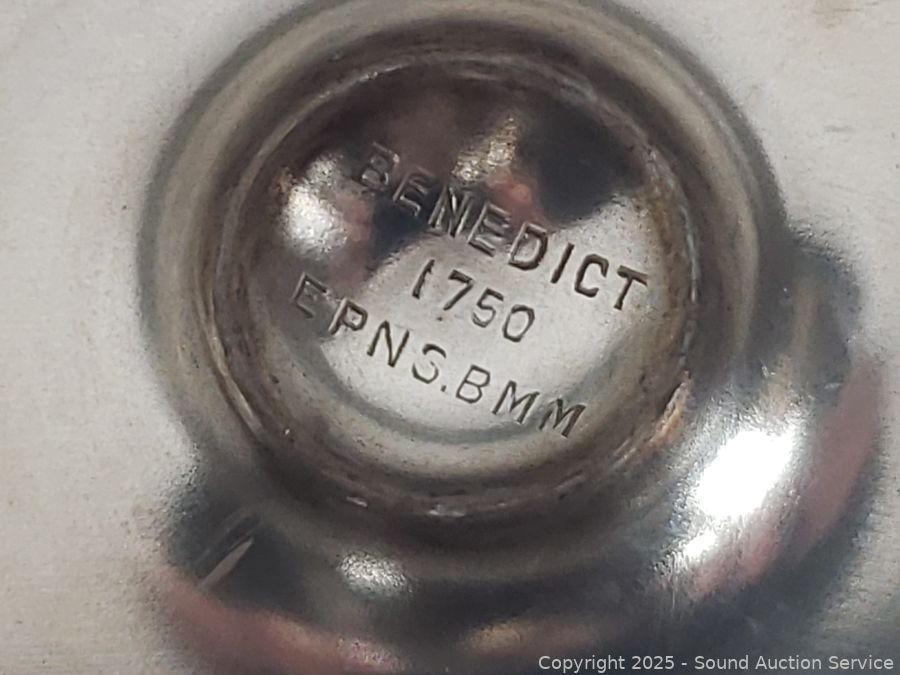 BENEDICT
1750
EPNS.BMM
Copyright 2025 - Sound Auction Service